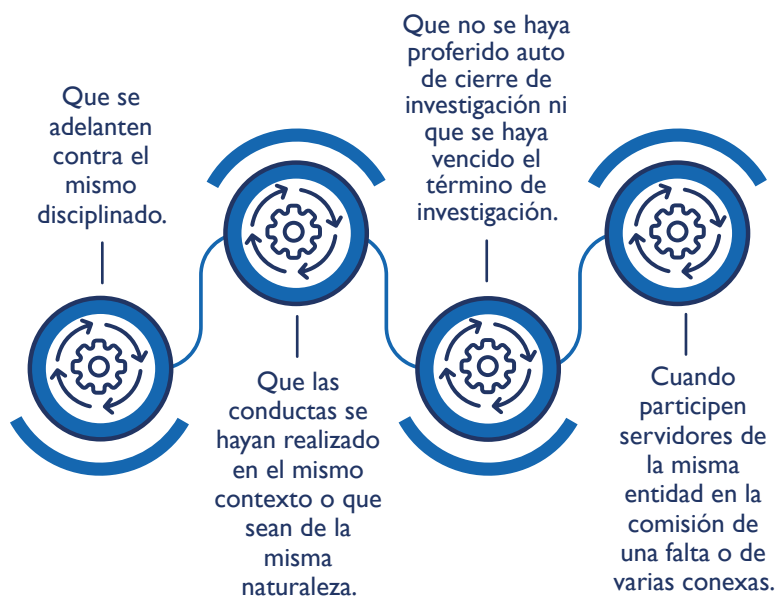 Que se
adelanten
contra el
mismo
disciplinado.
Que las
conductas se
hayan realizado
en el mismo
contexto o que
sean de la
misma
naturaleza.
Que no se haya
proferido auto
de cierre de
investigación ni
que se haya
vencido el
término de
investigación.
Cuando
participen
servidores de
la misma
entidad en la
comisión de
una falta o de
varias conexas.